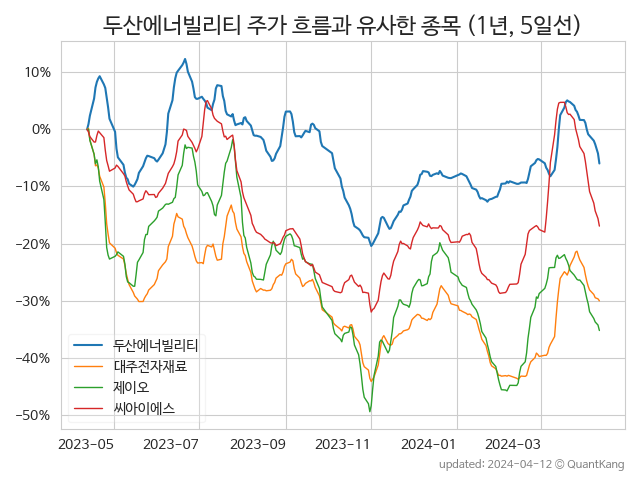 두산에너빌리티 주가 흐름과 유사한 종목 (1년, 5일선)
10%
0%
−10%
−20%
−30%
−40%
−50%
두산에너빌리티
대주전자재료
제이오
씨아이에스
2023-05 2023-07 2023-09 2023-11 2024-01 2024-03
updated: 2024-04-12 © QuantKang